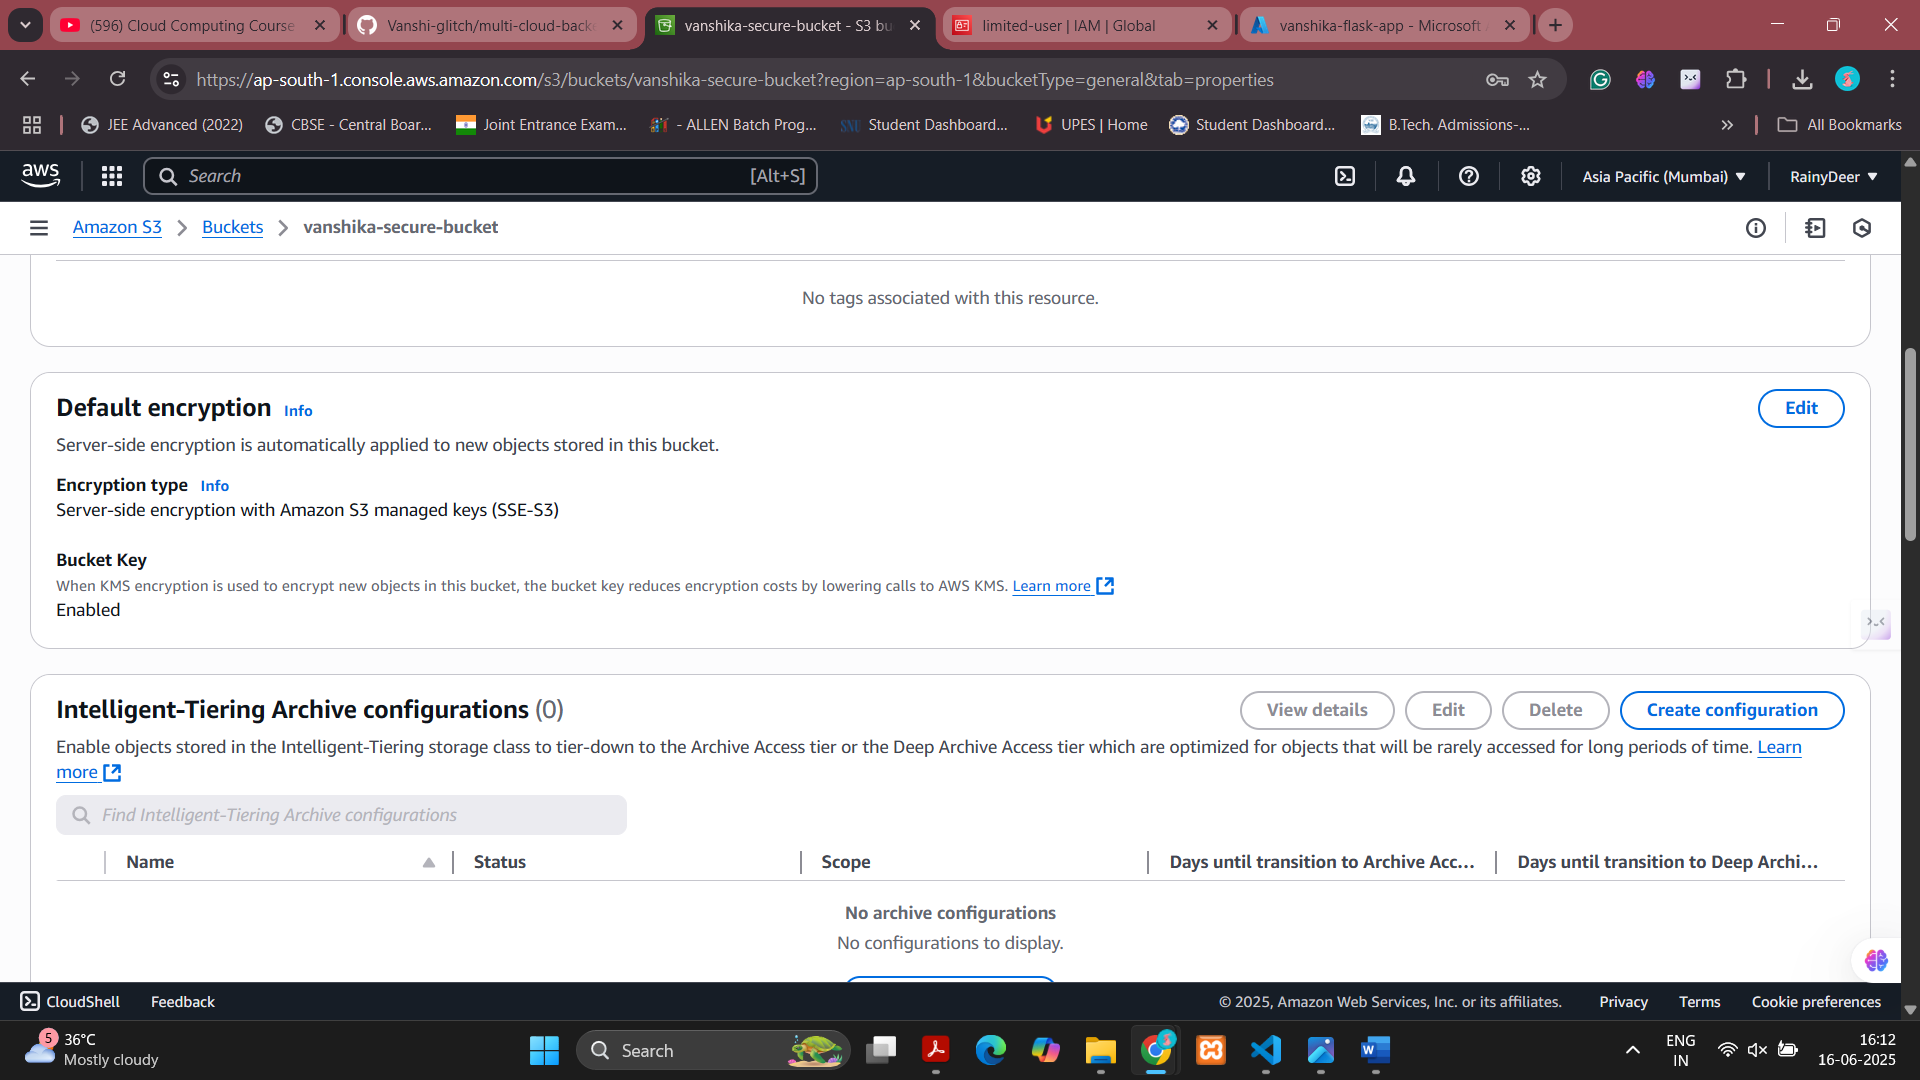 (596) Cloud Computing Course
Vanshi-glitch/multi-cloud-back
vanshika-secure-bucket - S3 bu
limited-user | IAM | Global
vanshika-flask-app - Microsoft
https://ap-south-1.console.aws.amazon.com/s3/buckets/vanshika-secure-bucket?region=ap-south-1&bucketType=general&tab=properties
JEE Advanced (2022)
CBSE - Central Boar...
Joint Entrance Exam...
- ALLEN Batch Prog...
SNU Student Dashboard...
UPES | Home
Student Dashboard...
B.Tech. Admissions-...
All Bookmarks
aws
Search
[Alt+S]
Asia Pacific (Mumbai)
RainyDeer
Amazon S3
Buckets
vanshika-secure-bucket
No tags associated with this resource.
Default encryption Info
Edit
Server-side encryption is automatically applied to new objects stored in this bucket.
Encryption type Info
Server-side encryption with Amazon S3 managed keys (SSE-S3)
Bucket Key
When KMS encryption is used to encrypt new objects in this bucket, the bucket key reduces encryption costs by lowering calls to AWS KMS. Learn more
Enabled
Intelligent-Tiering Archive configurations (0)
View details
Edit
Delete
Create configuration
Enable objects stored in the Intelligent-Tiering storage class to tier-down to the Archive Access tier or the Deep Archive Access tier which are optimized for objects that will be rarely accessed for long periods of time. Learn
more
Find Intelligent-Tiering Archive configurations
Name
Status
Scope
Days until transition to Archive Acc...
Days until transition to Deep Archi...
No archive configurations
No configurations to display.
CloudShell
Feedback
© 2025, Amazon Web Services, Inc. or its affiliates.
Privacy
Terms
Cookie preferences
5
36°C
Mostly cloudy
Search
ENG
IN
16:12
16-06-2025